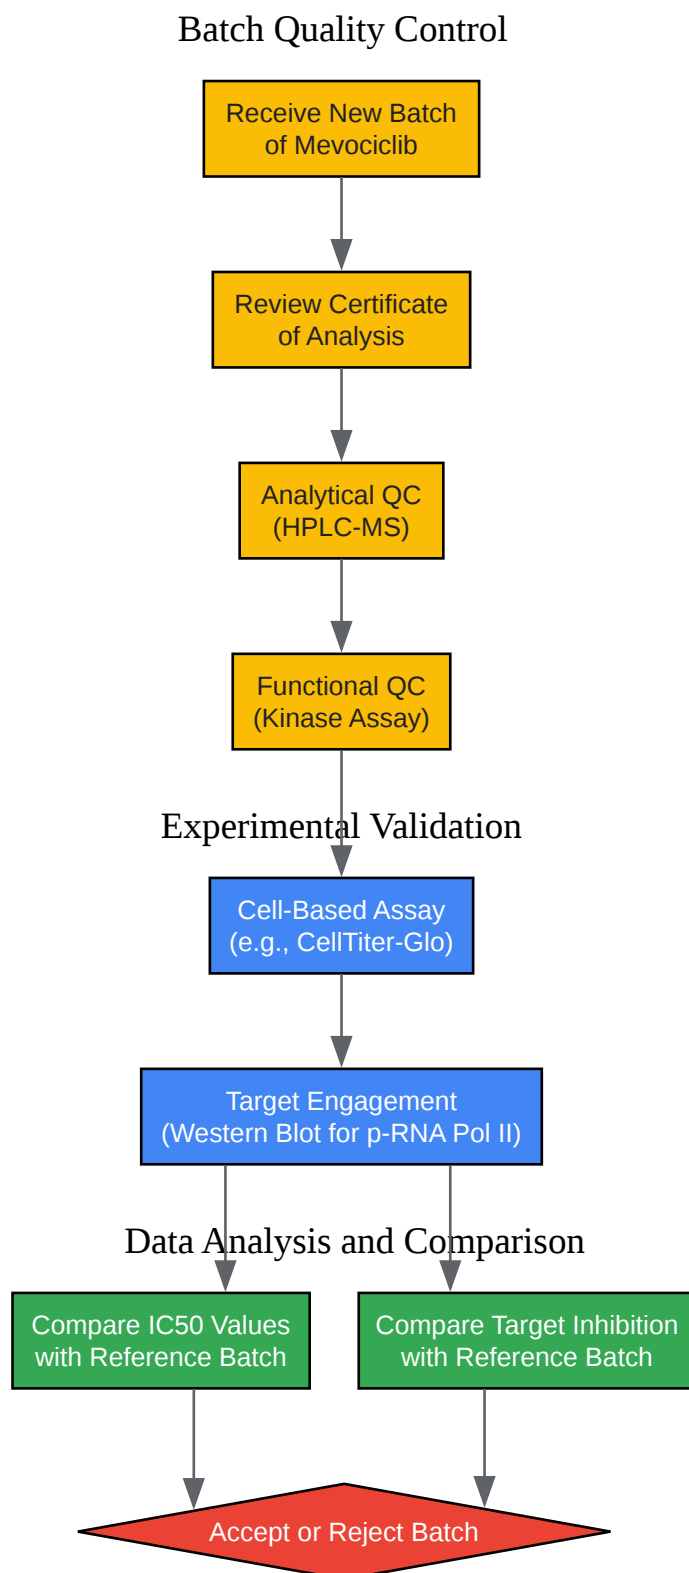 Batch Quality Control
Receive New Batch
of Mevociclib
Review Certificate
of Analysis
Analytical QC
(HPLC-MS)
Functional QC
(Kinase Assay)
Experimental Validation
Cell-Based Assay
(e.g., CellTiter-Glo)
Target Engagement
(Western Blot for p-RNA Pol II)
Data Analysis and Comparison
Compare IC50 Values
with Reference Batch
Compare Target Inhibition
with Reference Batch
Accept or Reject Batch